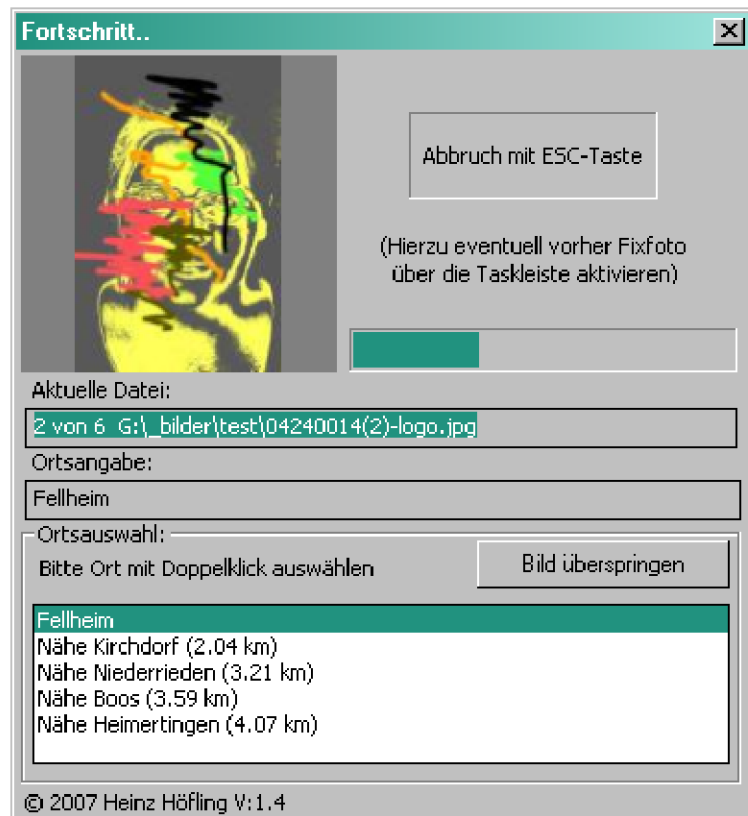 Fortschritt..
Abbruch mit ESC-Taste
(Hierzu eventuell vorher Fixfoto
über die Taskleiste aktivieren)
Aktuelle Datei:
2 von 6 G:\_bilder\test\04240014(2)-logo.jpg
Ortsangabe:
Fellheim
Ortsauswahl:
Bitte Ort mit Doppelklick auswählen
Bild überspringen
Fellheim
Nähe Kirchdorf (2.04 km)
Nähe Niederrieden (3.21 km)
Nähe Boos (3.59 km)
Nähe Heimertingen (4.07 km)
© 2007 Heinz Höfling V:1.4